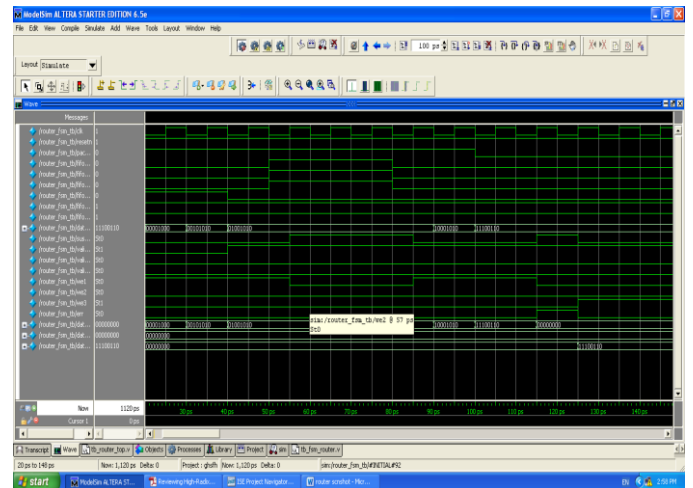 ModelSim ALTERA STARTER EDITION 6.5e
File Edit View Compile Simulate Add Wave Tools Layout Window Help
100 ps
Layout Simulate
Wave
Messages
/router_fsm_tb/clk 1
/router_fsm_tb/resetn 1
/router_fsm_tb/pac... 0
/router_fsm_tb/fifo... 0
/router_fsm_tb/fifo... 0
/router_fsm_tb/fifo... 0
/router_fsm_tb/fifo... 1
/router_fsm_tb/fifo... 1
/router_fsm_tb/dat... 11100110 00001000 00101010 01001010 10001010 11100110
/router_fsm_tb/sus... St0
/router_fsm_tb/vali... St1
/router_fsm_tb/vali... St0
/router_fsm_tb/vali... St0
/router_fsm_tb/we1 St0
/router_fsm_tb/we2 St0
/router_fsm_tb/we3 St1
/router_fsm_tb/err St0
/router_fsm_tb/dat... 00000000 00001000 00101010 01001010 10001010 11100110 00000000
/router_fsm_tb/dat... 00000000 00000000
/router_fsm_tb/dat... 11100110 00000000 11100110
sim:/router_fsm_tb/we2 @ 57 ps
St0
Now 1120 ps 30 ps 40 ps 50 ps 60 ps 70 ps 80 ps 90 ps 100 ps 110 ps 120 ps 130 ps 140 ps
Cursor 1 0 ps
Transcript Wave tb_router_top.v Objects Processes Library Project sim tb_fsm_router.v
20 ps to 148 ps Now: 1,120 ps Delta: 0 Project : ghsfh Now: 1,120 ps Delta: 0 sim:/router_fsm_tb/#INITIAL#92
start ModelSim ALTERA ST... Reviewing High-Radix... ISE Project Navigator... router scrshot - Micr... EN 2:58 PM